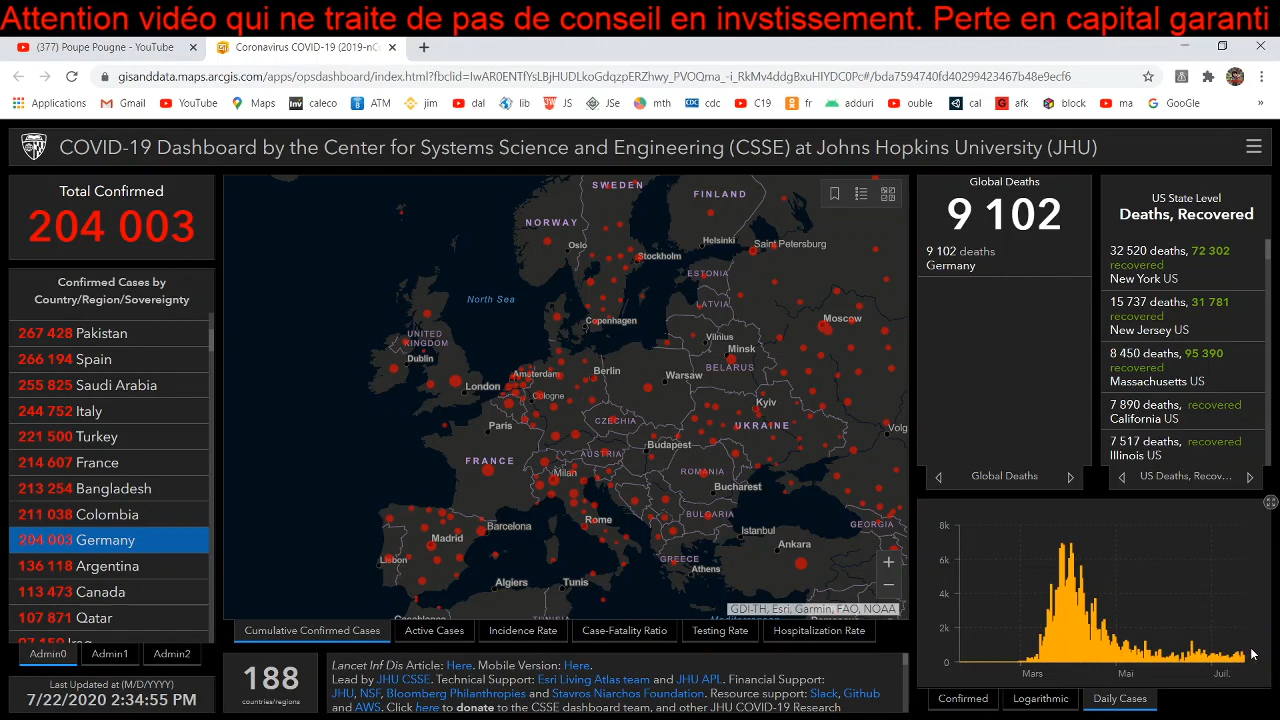 Attention vidéo qui ne traite de pas de conseil en invstissement. Perte en capital garanti
(377) Poupe Pougne - YouTube
Coronavirus COVID-19 (2019-nC
Applications
Gmail
YouTube
Maps
caleco
ATM
jim
dal
lib
JS
JSe
mth
cdc
C19
fr
adduri
ouble
cal
afk
block
ma
GooGle
COVID-19 Dashboard by the Center for Systems Science and Engineering (CSSE) at Johns Hopkins University (JHU)
Total Confirmed
204 003
Confirmed Cases by
Country/Region/Sovereignty
267 428 Pakistan
266 194 Spain
255 825 Saudi Arabia
244 752 Italy
221 500 Turkey
214 607 France
213 254 Bangladesh
211 038 Colombia
204 003 Germany
136 118 Argentina
113 473 Canada
107 871 Qatar
Admin0
Admin1
Admin2
Last Updated at (M/D/YYYY)
7/22/2020 2:34:55 PM
SWEDEN
FINLAND
NORWAY
Oslo
Helsinki
Saint Petersburg
Stockholm
ESTONIA
North Sea
LATVIA
Copenhagen
Moscow
UNITED
KINGDOM
Vilnius
Dublin
Minsk
BELARUS
Amsterdam
Berlin
London
Warsaw
Cologne
Kyiv
Paris
CZECHIA
UKRAINE
Volg
Budapest
AUSTRIA
FRANCE
Milan
ROMANIA
Bucharest
BULGARIA
Barcelona
Rome
Istanbul
GEORGIA
Madrid
Ankara
Lisbon
GREECE
Athens
Algiers
Tunis
GDI-TH, Esri, Garmin, FAO, NOAA
Cumulative Confirmed Cases
Active Cases
Incidence Rate
Case-Fatality Ratio
Testing Rate
Hospitalization Rate
188
countries/regions
Lancet Inf Dis Article: Here. Mobile Version: Here.
Lead by JHU CSSE. Technical Support: Esri Living Atlas team and JHU APL. Financial Support:
JHU, NSF, Bloomberg Philanthropies and Stavros Niarchos Foundation. Resource support: Slack, Github
and AWS. Click here to donate to the CSSE dashboard team, and other JHU COVID-19 Research
Global Deaths
9 102
9 102 deaths
Germany
Global Deaths
US State Level
Deaths, Recovered
32 520 deaths, 72 302
recovered
New York US
15 737 deaths, 31 781
recovered
New Jersey US
8 450 deaths, 95 390
recovered
Massachusetts US
7 890 deaths, recovered
California US
7 517 deaths, recovered
Illinois US
US Deaths, Recov...
8k
6k
4k
2k
0
Mars
Mai
Juil.
Confirmed
Logarithmic
Daily Cases